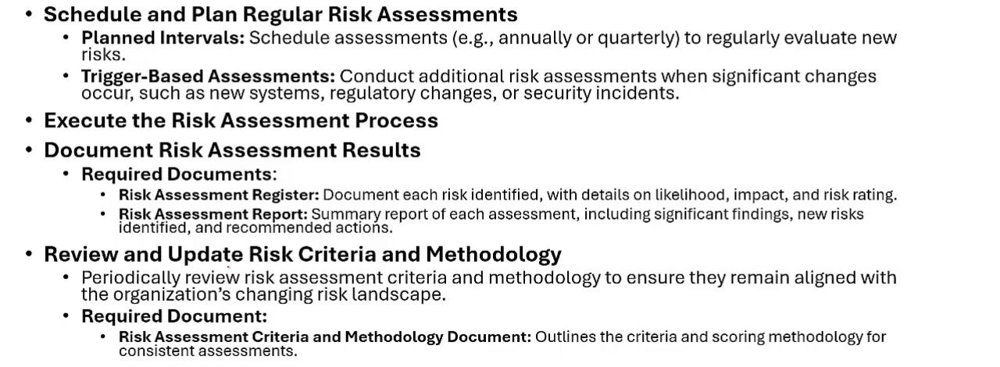 • Schedule and Plan Regular Risk Assessments
• Planned Intervals: Schedule assessments (e.g., annually or quarterly) to regularly evaluate new
risks.
• Trigger-Based Assessments: Conduct additional risk assessments when significant changes
occur, such as new systems, regulatory changes, or security incidents.
• Execute the Risk Assessment Process
• Document Risk Assessment Results
• Required Documents:
• Risk Assessment Register: Document each risk identified, with details on likelihood, impact, and risk rating.
• Risk Assessment Report: Summary report of each assessment, including significant findings, new risks
identified, and recommended actions.
• Review and Update Risk Criteria and Methodology
• Periodically review risk assessment criteria and methodology to ensure they remain aligned with
the organization's changing risk landscape.
• Required Document:
• Risk Assessment Criteria and Methodology Document: Outlines the criteria and scoring methodology for
consistent assessments.